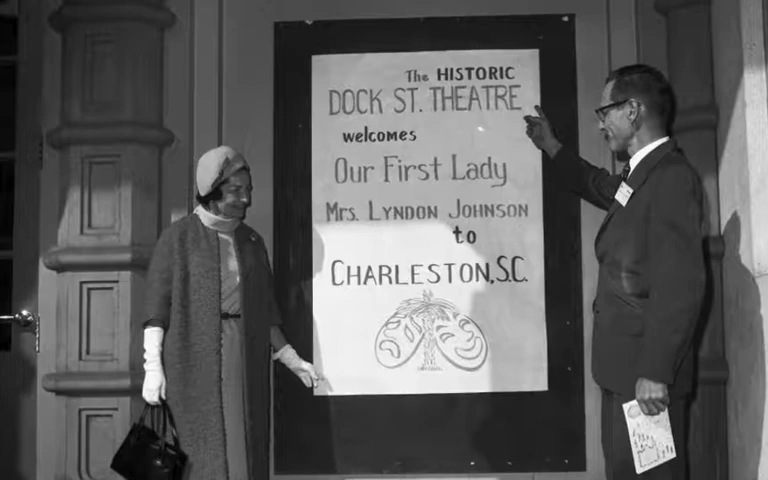 The HISTORIC
DOCK ST. THEATRE
welcomes
Our First Lady
MRS. LYNDON JOHNSON
to
CHARLESTON, S.C.